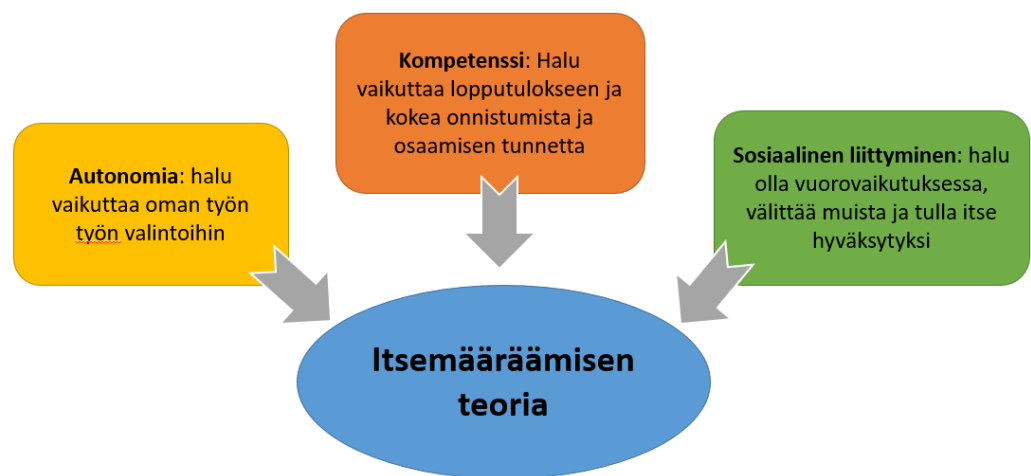 Kompetenssi: Halu
vaikuttaa lopputulokseen ja
kokea onnistumista ja
osaamisen tunnetta
Autonomia: halu
vaikuttaa oman työn
työn valintoihin
Sosiaalinen liittyminen: halu
olla vuorovaikutuksessa,
välittää muista ja tulla itse
hyväksytyksi
Itsemääräämisen
teoria